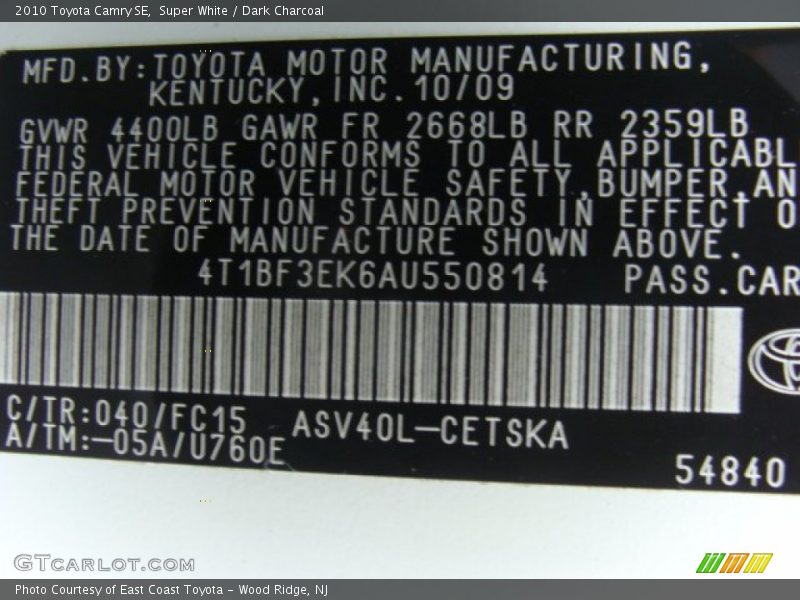 2010 Toyota Camry SE, Super White / Dark Charcoal
MFD.BY:TOYOTA MOTOR MANUFACTURING,
KENTUCKY,INC. 10/09
GVWR 4400LB GAWR FR 2668LB RR 2359LB
THIS VEHICLE CONFORMS TO ALL APPLICABL
FEDERAL MOTOR VEHICLE SAFETY,BUMPER,AN
THEFT PREVENTION STANDARDS IN EFFECT O
THE DATE OF MANUFACTURE SHOWN ABOVE.
4T1BF3EK6AU550814 PASS.CAR
C/TR:040/FC15 ASV40L-CETSKA
A/TM:-05A/U760E
54840
GTCARLOT.COM
Photo Courtesy of East Coast Toyota - Wood Ridge, NJ